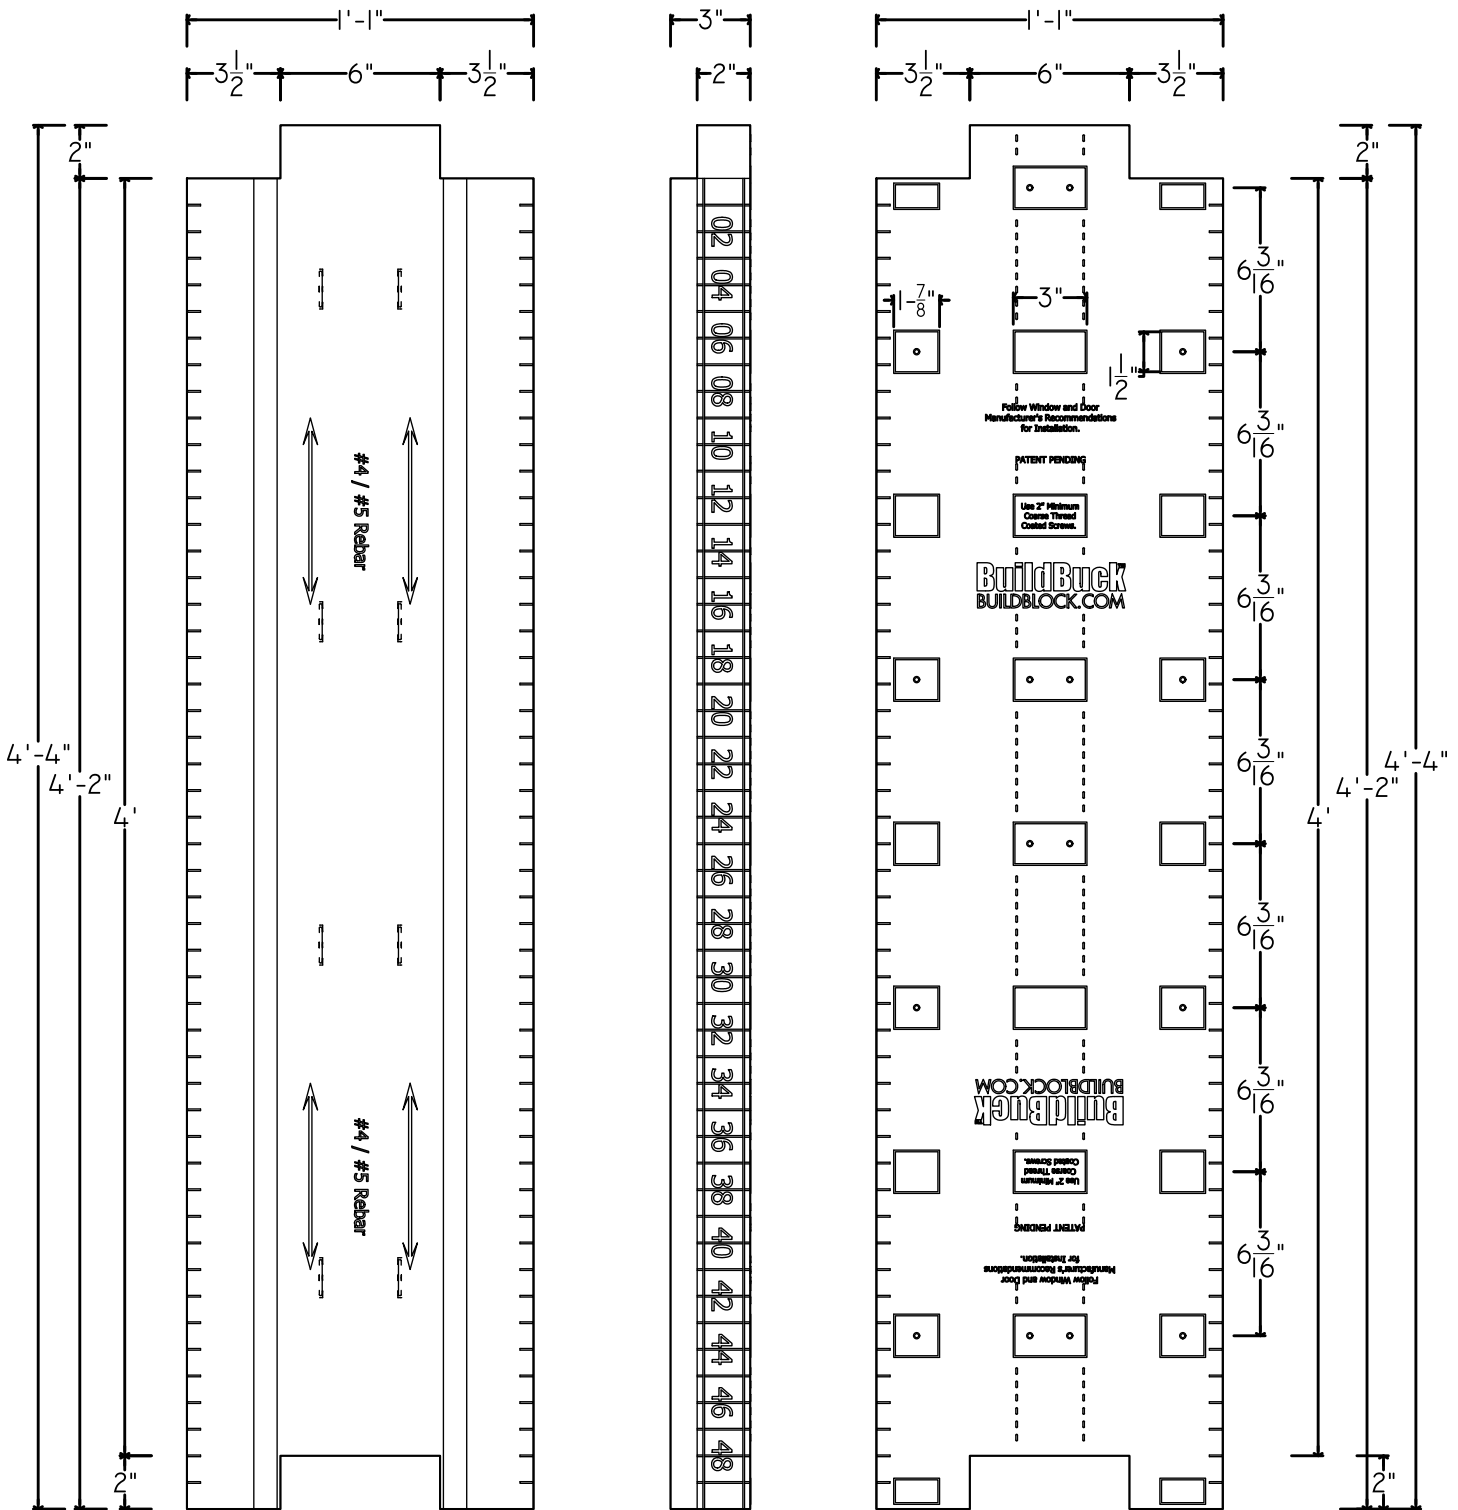 1'-1"
3"
1'-1"
3 1/2"
6"
3 1/2"
2"
3 1/2"
6"
3 1/2"
2"
2"
02
04
06
08
10
12
14
16
18
20
22
24
26
28
30
32
34
36
38
40
42
44
46
48
#4 / #5 Rebar
#4 / #5 Rebar
4'-4"
4'-2"
4'
2"
1-7/8"
3"
1 1/2"
Follow Window and Door
Manufacturer's Recommendations
for Installation.
PATENT PENDING
Use 2" Minimum
Coarse Thread
Coated Screws.
BuildBuck™
BUILDBLOCK.COM
BuildBuck™
BUILDBLOCK.COM
Use 2" Minimum
Coarse Thread
Coated Screws.
PATENT PENDING
Follow Window and Door
Manufacturer's Recommendations
for Installation.
6 3/16"
6 3/16"
6 3/16"
6 3/16"
6 3/16"
6 3/16"
6 3/16"
4'
4'-2"
4'-4"
2"